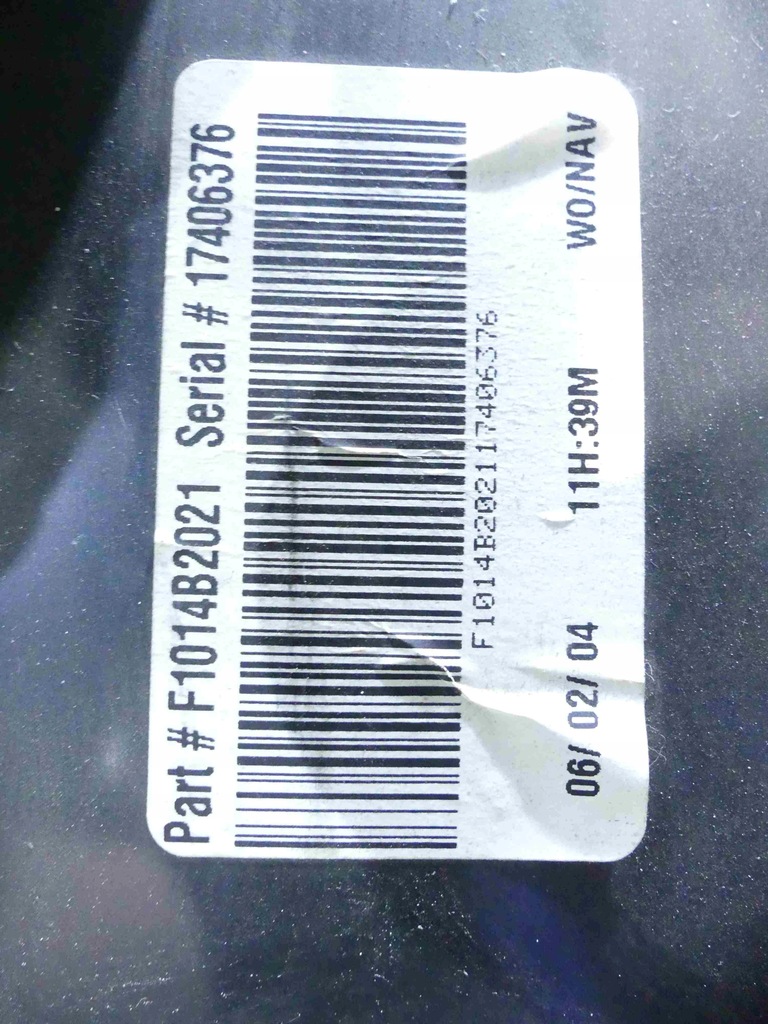 Part # F1014B2021 Serial # 17406376
F1014B202117406376
06/ 02/ 04 11H:39M WO/NAV